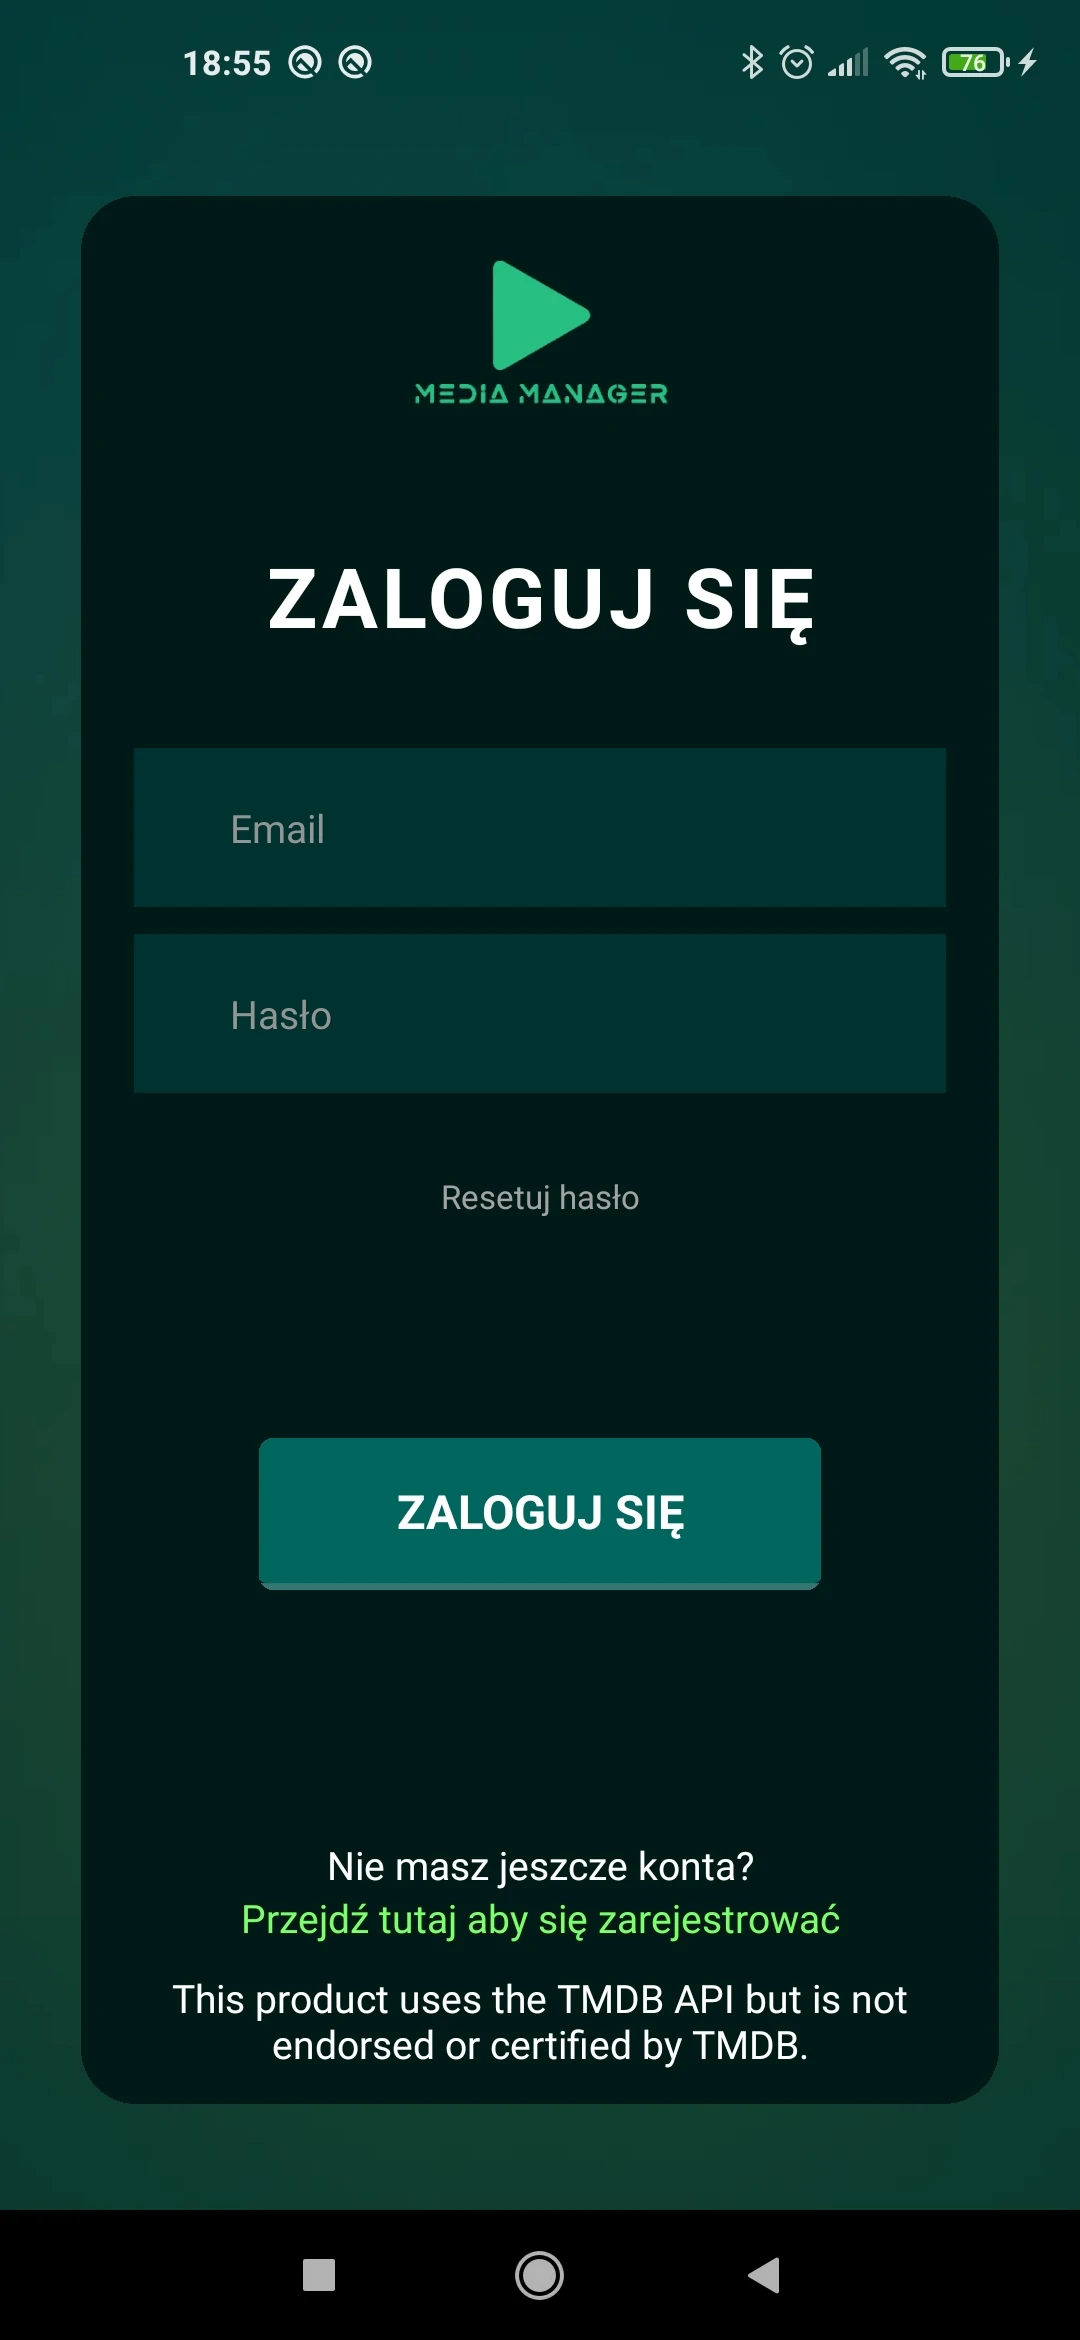 18:55
76
MEDIA MANAGER
ZALOGUJ SIĘ
Email
Hasło
Resetuj hasło
ZALOGUJ SIĘ
Nie masz jeszcze konta?
Przejdź tutaj aby się zarejestrować
This product uses the TMDB API but is not
endorsed or certified by TMDB.